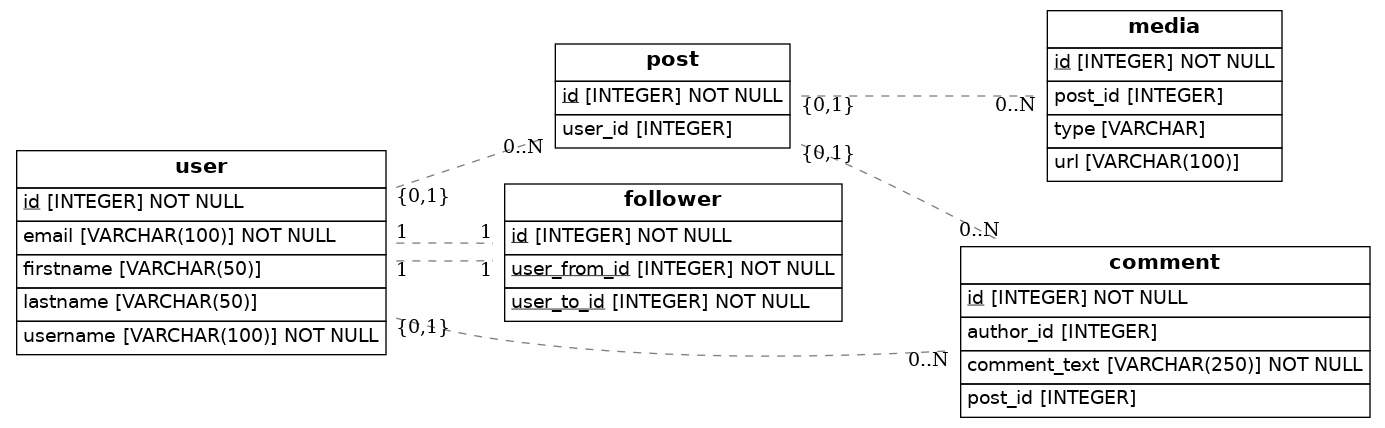 user
id [INTEGER] NOT NULL
email [VARCHAR(100)] NOT NULL
firstname [VARCHAR(50)]
lastname [VARCHAR(50)]
username [VARCHAR(100)] NOT NULL
post
id [INTEGER] NOT NULL
user_id [INTEGER]
follower
id [INTEGER] NOT NULL
user_from_id [INTEGER] NOT NULL
user_to_id [INTEGER] NOT NULL
media
id [INTEGER] NOT NULL
post_id [INTEGER]
type [VARCHAR]
url [VARCHAR(100)]
comment
id [INTEGER] NOT NULL
author_id [INTEGER]
comment_text [VARCHAR(250)] NOT NULL
post_id [INTEGER]
0..N
{0,1}
1
1
1
1
{0,1}
0..N
{0,1}
0..N
{0,1}
0..N